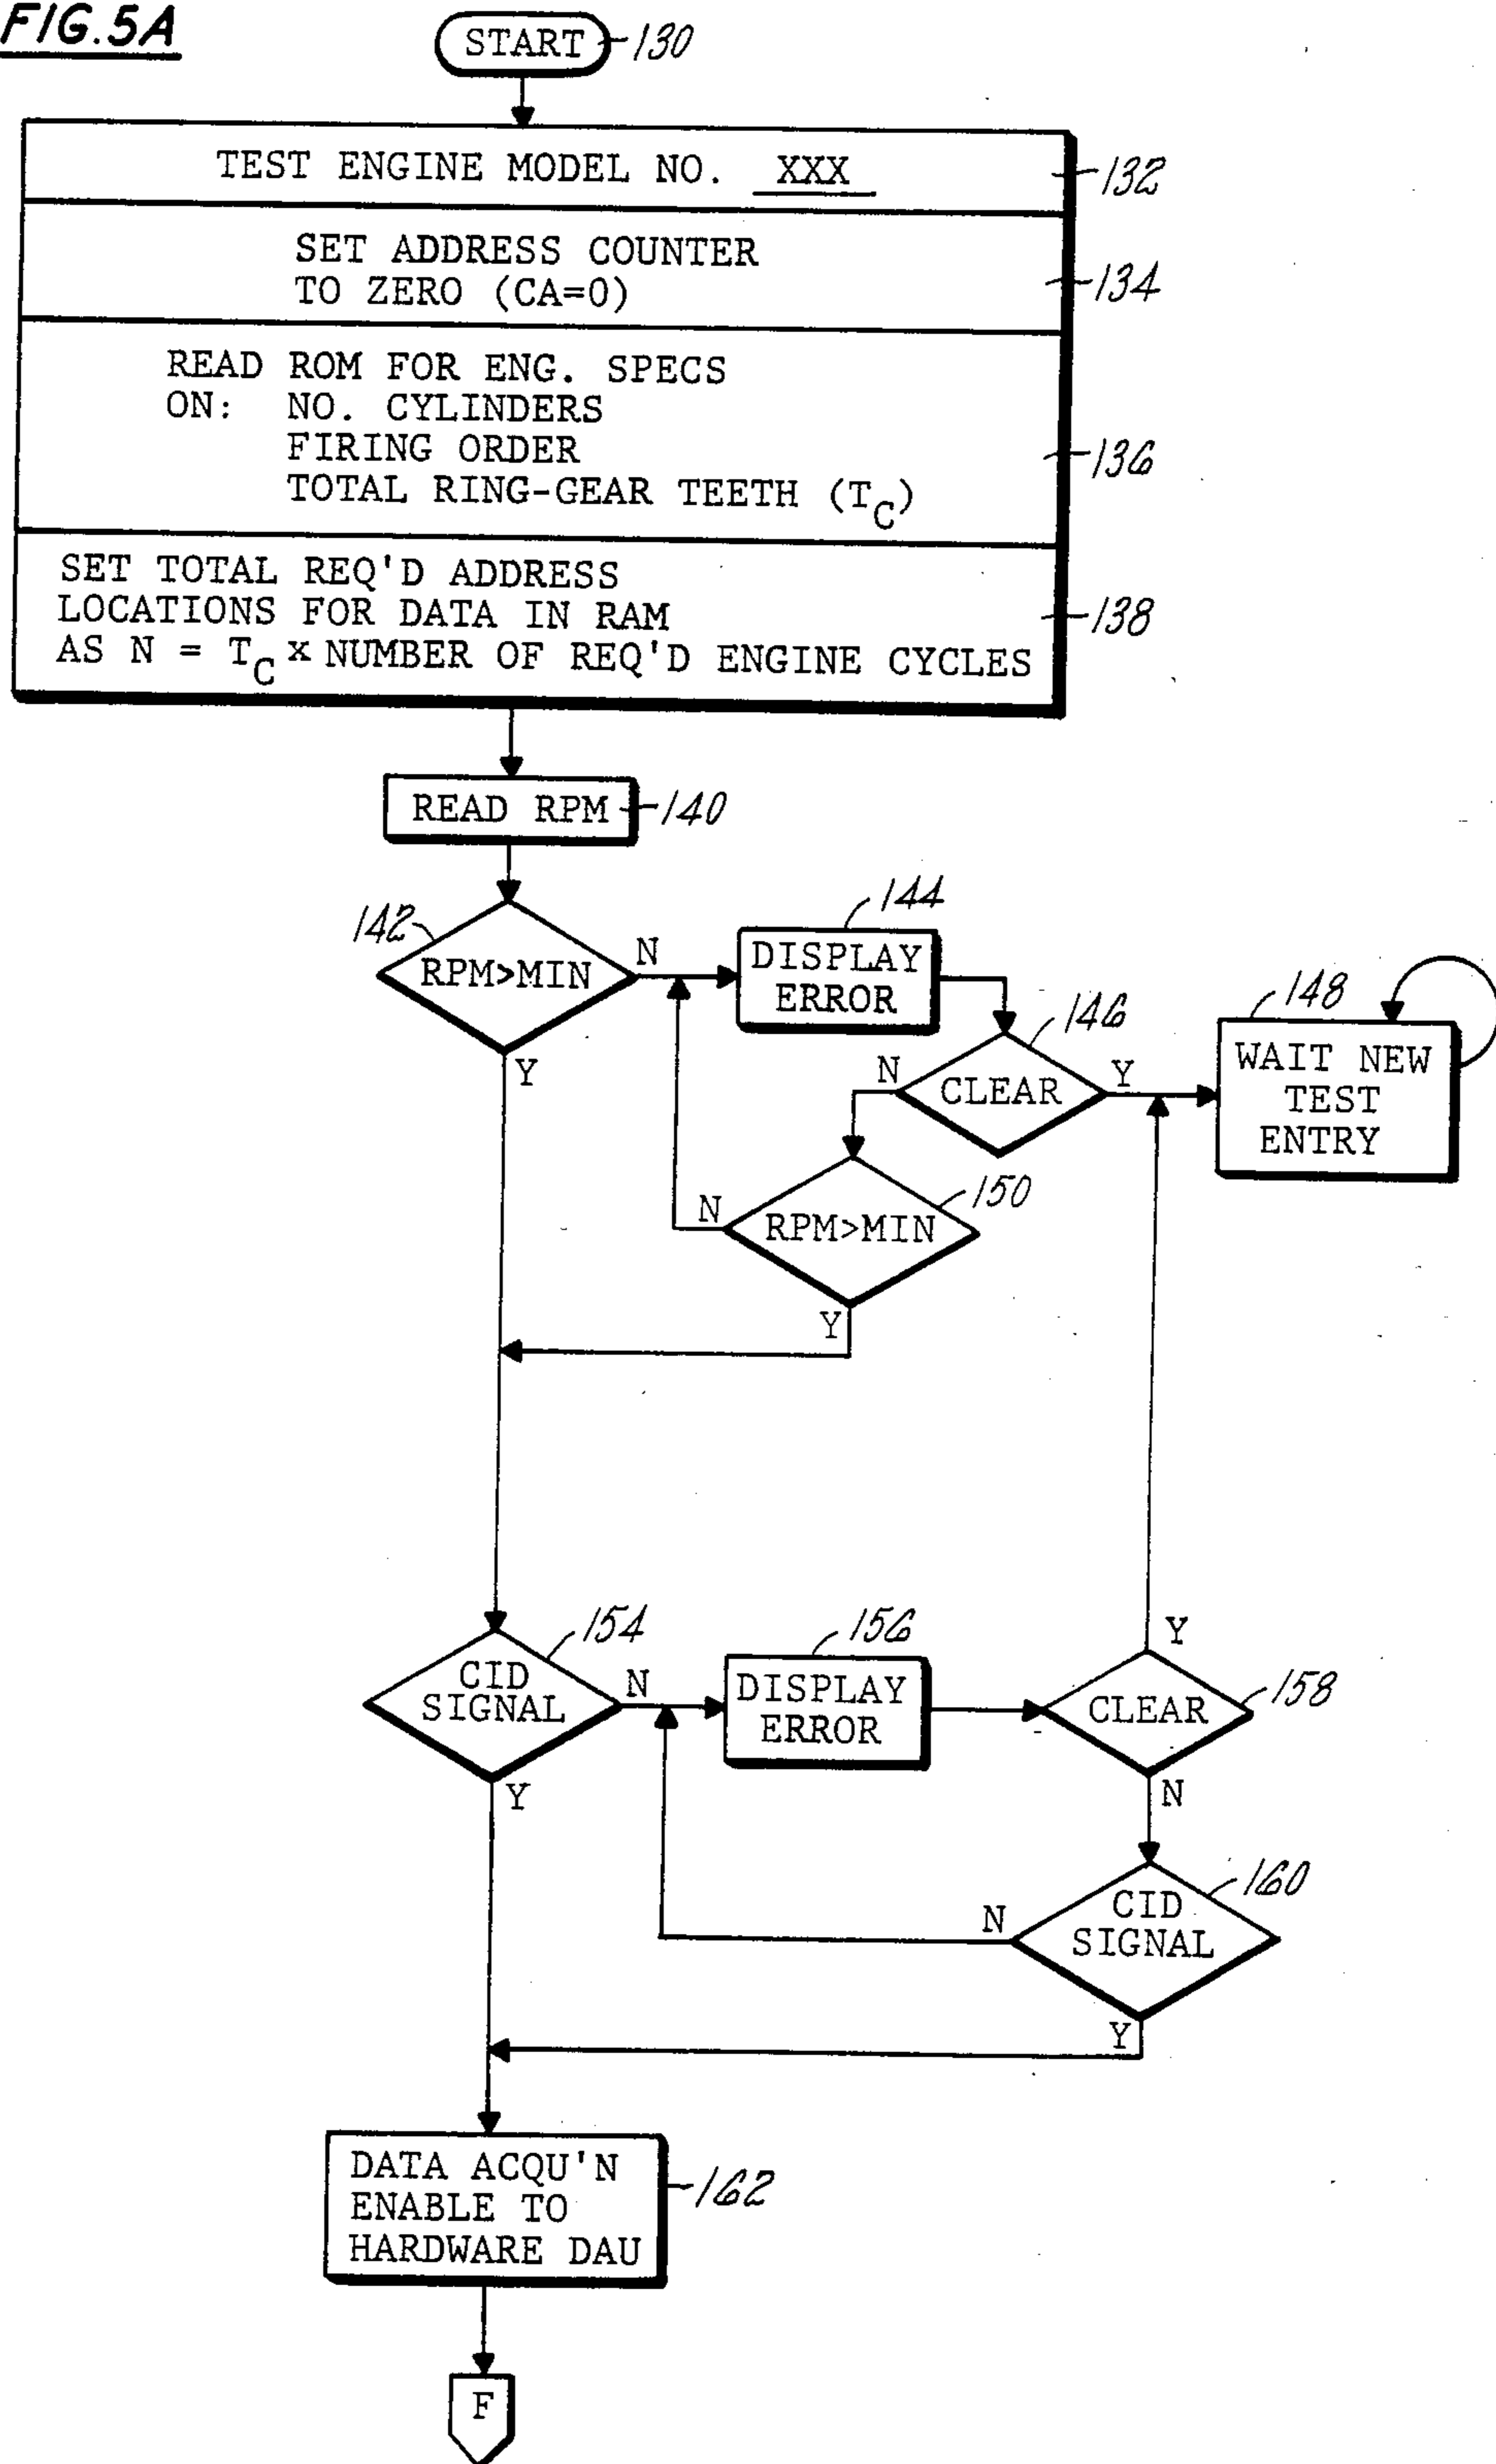 FIG.5A
START 130
TEST ENGINE MODEL NO. XXX 132
SET ADDRESS COUNTER
TO ZERO (CA=0) 134
READ ROM FOR ENG. SPECS
ON: NO. CYLINDERS
FIRING ORDER
TOTAL RING-GEAR TEETH (TC) 136
SET TOTAL REQ'D ADDRESS
LOCATIONS FOR DATA IN RAM
AS N = TC x NUMBER OF REQ'D ENGINE CYCLES 138
READ RPM 140
142 RPM>MIN
N
Y
144
DISPLAY
ERROR
146
CLEAR
N
Y
148
WAIT NEW
TEST
ENTRY
150
RPM>MIN
N
Y
154
CID
SIGNAL
N
Y
156
DISPLAY
ERROR
158
CLEAR
Y
N
160
CID
SIGNAL
N
Y
DATA ACQU'N
ENABLE TO
HARDWARE DAU
162
F